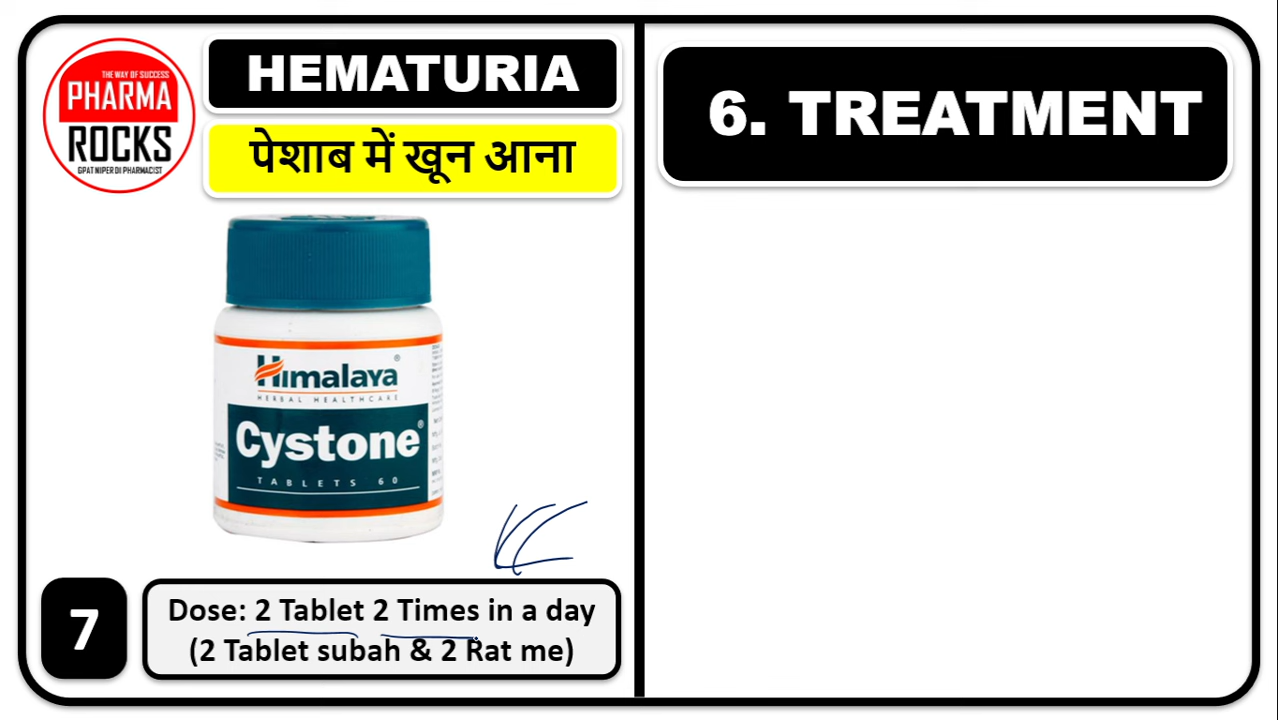 THE WAY OF SUCCESS
PHARMA
ROCKS
GPAT NIPER DI PHARMACIST
HEMATURIA
पेशाब में खून आना
Himalaya®
HERBAL HEALTHCARE
Cystone®
TABLETS 60
7
Dose: 2 Tablet 2 Times in a day
(2 Tablet subah & 2 Rat me)
6. TREATMENT